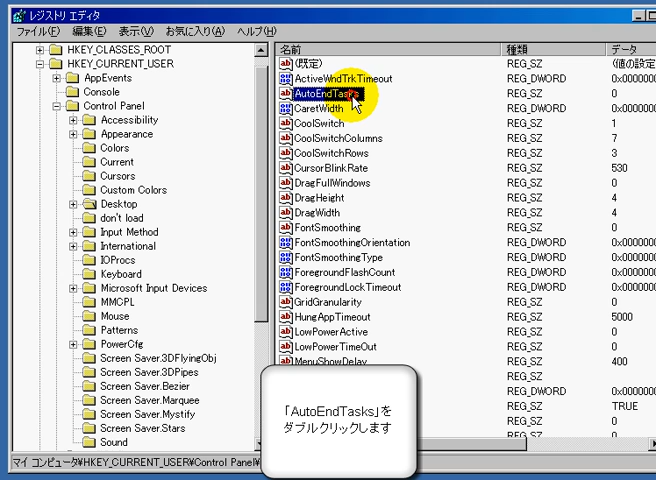 レジストリ エディタ
ファイル(F) 編集(E) 表示(V) お気に入り(A) ヘルプ(H)
HKEY_CLASSES_ROOT
HKEY_CURRENT_USER
AppEvents
Console
Control Panel
Accessibility
Appearance
Colors
Current
Cursors
Custom Colors
Desktop
don't load
Input Method
International
IOProcs
Keyboard
Microsoft Input Devices
MMCPL
Mouse
Patterns
PowerCfg
Screen Saver.3DFlyingObj
Screen Saver.3DPipes
Screen Saver.Bezier
Screen Saver.Marquee
Screen Saver.Mystify
Screen Saver.Stars
Sound
名前 種類 データ
(既定) REG_SZ (値の設定
ActiveWndTrkTimeout REG_DWORD 0x0000000
AutoEndTasks REG_SZ 0
CaretWidth REG_DWORD 0x0000000
CoolSwitch REG_SZ 1
CoolSwitchColumns REG_SZ 7
CoolSwitchRows REG_SZ 3
CursorBlinkRate REG_SZ 530
DragFullWindows REG_SZ 0
DragHeight REG_SZ 4
DragWidth REG_SZ 4
FontSmoothing REG_SZ 0
FontSmoothingOrientation REG_DWORD 0x0000000
FontSmoothingType REG_DWORD 0x0000000
ForegroundFlashCount REG_DWORD 0x0000000
ForegroundLockTimeout REG_DWORD 0x0000000
GridGranularity REG_SZ 0
HungAppTimeout REG_SZ 5000
LowPowerActive REG_SZ 0
LowPowerTimeOut REG_SZ 0
MenuShowDelay REG_SZ 400
REG_SZ
REG_DWORD 0x0000000
REG_SZ TRUE
REG_SZ 0
REG_SZ 0
「AutoEndTasks」を
ダブルクリックします
マイ コンピュータ¥HKEY_CURRENT_USER¥Control Panel¥